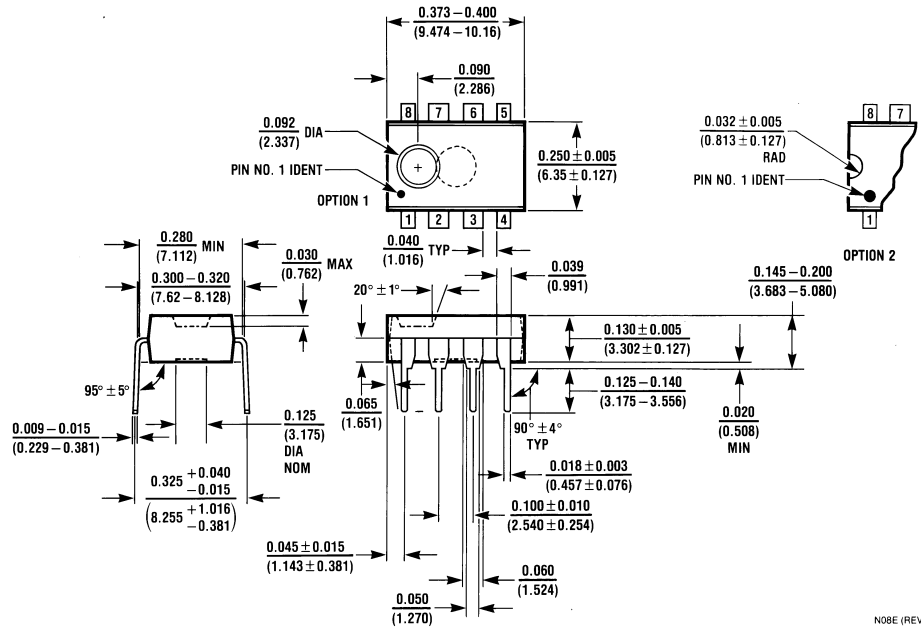 0.373 – 0.400
(9.474 – 10.16)
0.090
(2.286)
8 7 6 5
0.092 DIA
(2.337)
PIN NO. 1 IDENT
OPTION 1
1 2 3 4
0.250 ± 0.005
(6.35 ± 0.127)
8 7
0.032 ± 0.005
(0.813 ± 0.127)
RAD
PIN NO. 1 IDENT
1
OPTION 2
0.280 MIN
(7.112)
0.300 – 0.320
(7.62 – 8.128)
0.030 MAX
(0.762)
0.040 TYP
(1.016)
0.039
(0.991)
20° ± 1°
0.145 – 0.200
(3.683 – 5.080)
0.130 ± 0.005
(3.302 ± 0.127)
0.125 – 0.140
(3.175 – 3.556)
0.020
(0.508)
MIN
95° ± 5°
0.009 – 0.015
(0.229 – 0.381)
0.125
(3.175)
DIA
NOM
0.065
(1.651)
90° ± 4°
TYP
0.018 ± 0.003
(0.457 ± 0.076)
0.325 +0.040 -0.015
(8.255 +1.016 -0.381)
0.100 ± 0.010
(2.540 ± 0.254)
0.045 ± 0.015
(1.143 ± 0.381)
0.060
(1.524)
0.050
(1.270)
N08E (REV